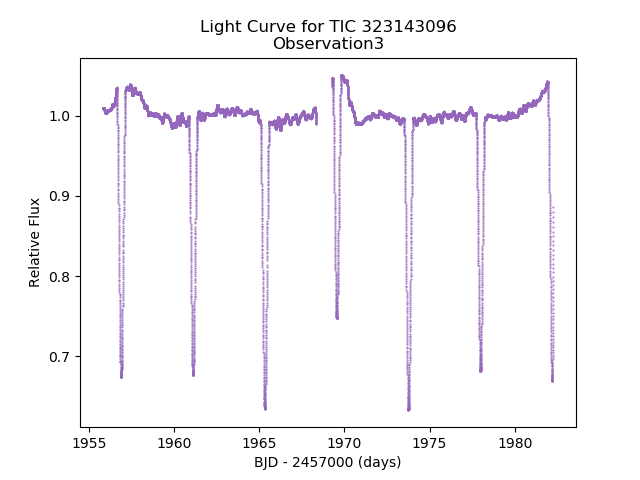 Light Curve for TIC 323143096
Observation3
1.0
0.9
0.8
0.7
Relative Flux
1955 1960 1965 1970 1975 1980
BJD - 2457000 (days)